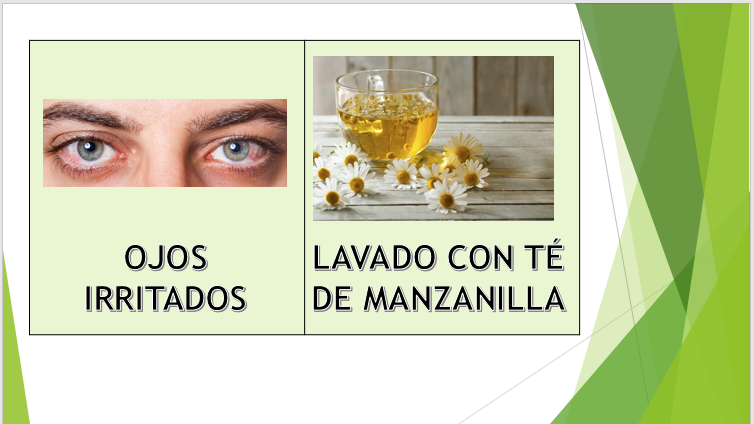 OJOS
IRRITADOS
LAVADO CON TÉ
DE MANZANILLA